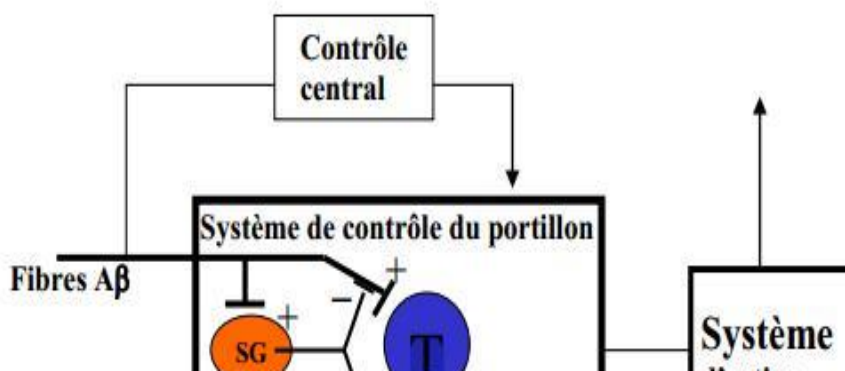 Contrôle
central
Système de contrôle du portillon
Fibres Aβ
+
−
+
SG
T
Système